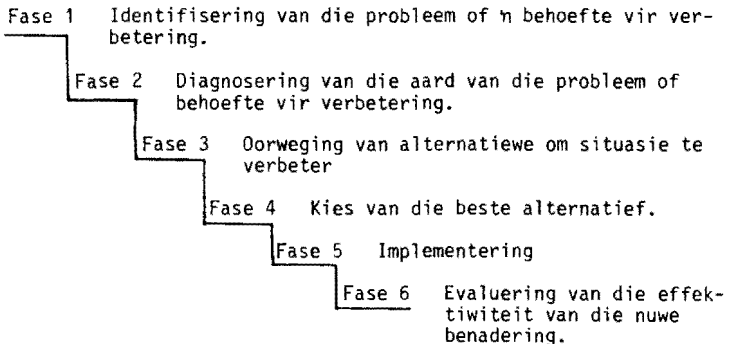 Fase 1 Identifisering van die probleem of 'n behoefte vir ver-
betering.
Fase 2 Diagnosering van die aard van die probleem of
behoefte vir verbetering.
Fase 3 Oorweging van alternatiewe om situasie te
verbeter
Fase 4 Kies van die beste alternatief.
Fase 5 Implementering
Fase 6 Evaluering van die effek-
tiwiteit van die nuwe
benadering.